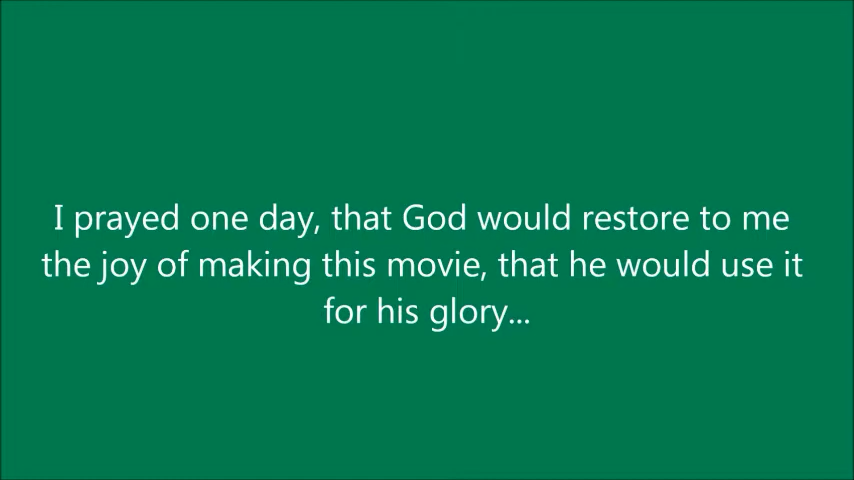 I prayed one day, that God would restore to me
the joy of making this movie, that he would use it
for his glory...